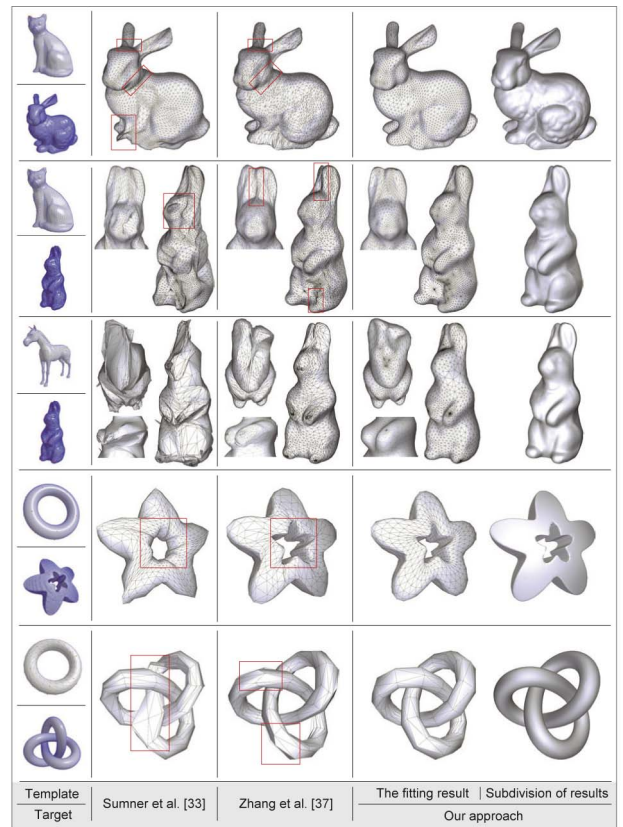 Template
Target
Sumner et al. [33]
Zhang et al. [37]
The fitting result
Subdivision of results
Our approach